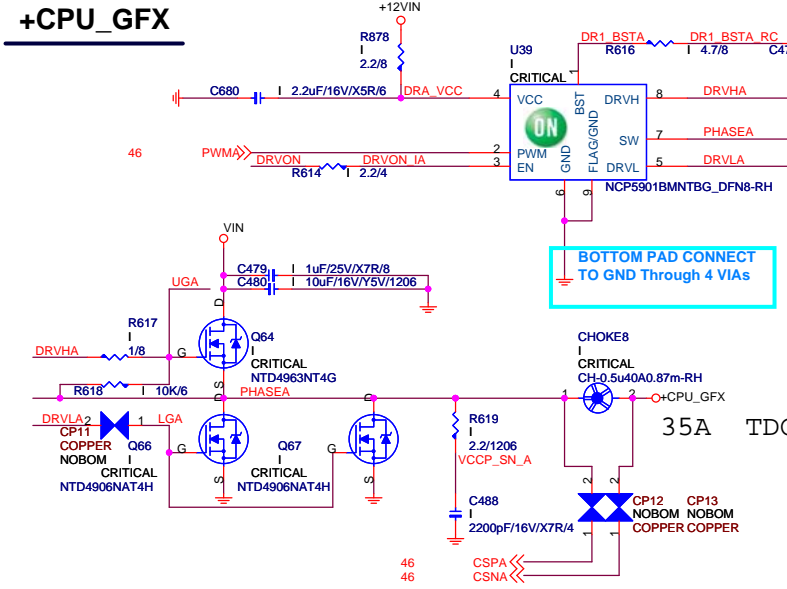 +CPU_GFX
+12VIN
R878
I
2.2/8
U39
I
CRITICAL
DR1_BSTA
R616
I
4.7/8
DR1_BSTA_RC
C47
C680
I
2.2uF/16V/X5R/6
DRA_VCC
4
VCC
1
BST
DRVH
8
DRVHA
ON
46
PWMA
2
PWM
SW
7
PHASEA
DRVON
R614
DRVON_IA
I
2.2/4
3
EN
GND
FLAG/GND
DRVL
5
DRVLA
6
9
NCP5901BMNTBG_DFN8-RH
BOTTOM PAD CONNECT
TO GND Through 4 VIAs
VIN
C479
I
1uF/25V/X7R/8
C480
I
10uF/16V/Y5V/1206
UGA
D
R617
I
1/8
DRVHA
G
Q64
I
CRITICAL
NTD4963NT4G
S
R618
I
10K/6
PHASEA
D
D
DRVLA
2
1
LGA
CP11
COPPER
NOBOM
G
Q66
I
CRITICAL
NTD4906NAT4H
S
Q67
I
CRITICAL
NTD4906NAT4H
G
S
R619
I
2.2/1206
VCCP_SN_A
C488
I
2200pF/16V/X7R/4
CHOKE8
I
CRITICAL
CH-0.5u40A0.87m-RH
1
2
+CPU_GFX
35A TDC
2
2
CP12
NOBOM
COPPER
CP13
NOBOM
COPPER
1
1
46
CSPA
46
CSNA